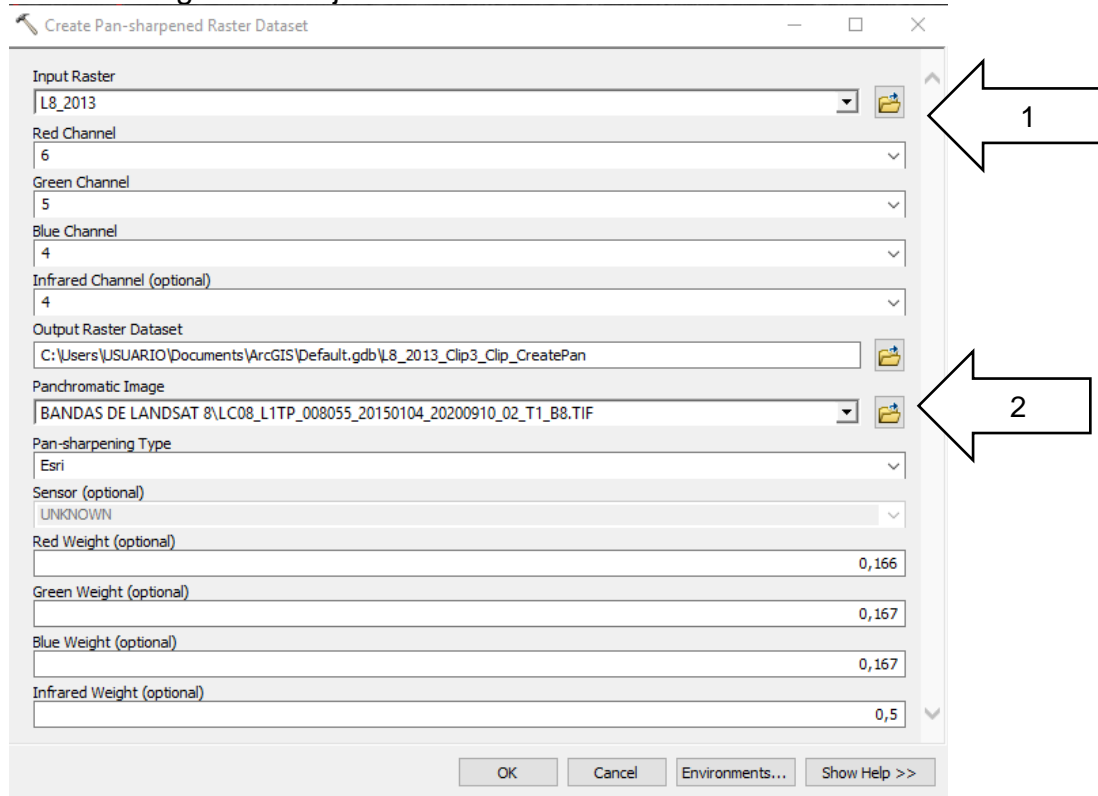 Create Pan-sharpened Raster Dataset
Input Raster
L8_2013
1
Red Channel
6
Green Channel
5
Blue Channel
4
Infrared Channel (optional)
4
Output Raster Dataset
C:\Users\USUARIO\Documents\ArcGIS\Default.gdb\L8_2013_Clip3_Clip_CreatePan
Panchromatic Image
BANDAS DE LANDSAT 8\LC08_L1TP_008055_20150104_20200910_02_T1_B8.TIF
2
Pan-sharpening Type
Esri
Sensor (optional)
UNKNOWN
Red Weight (optional)
0,166
Green Weight (optional)
0,167
Blue Weight (optional)
0,167
Infrared Weight (optional)
0,5
OK Cancel Environments... Show Help >>